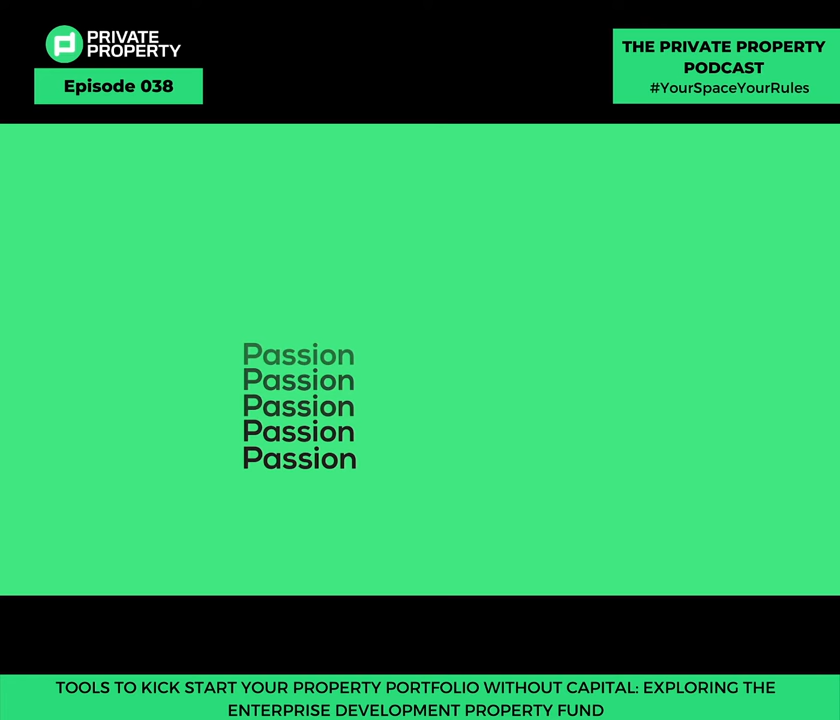 PRIVATE
PROPERTY
Episode 038
THE PRIVATE PROPERTY
PODCAST
#YourSpaceYourRules
Passion
Passion
Passion
Passion
Passion
TOOLS TO KICK START YOUR PROPERTY PORTFOLIO WITHOUT CAPITAL: EXPLORING THE
ENTERPRISE DEVELOPMENT PROPERTY FUND